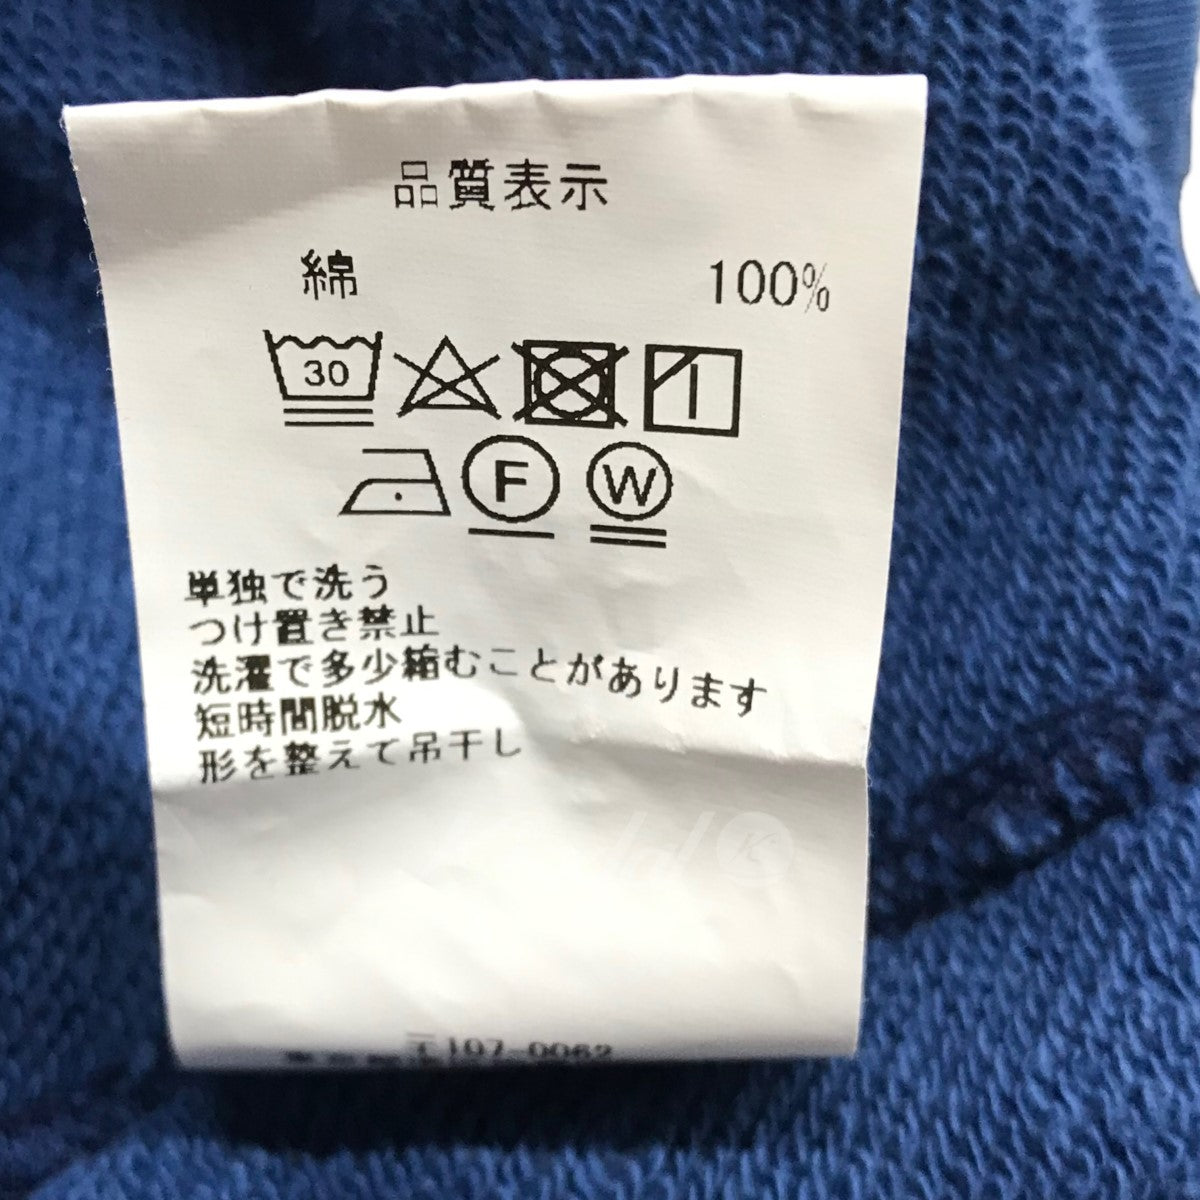 品質表示
綿 100%
30
F W
単独で洗う
つけ置き禁止
洗濯で多少縮むことがあります
短時間脱水
形を整えて吊干し
K
〒107-0062